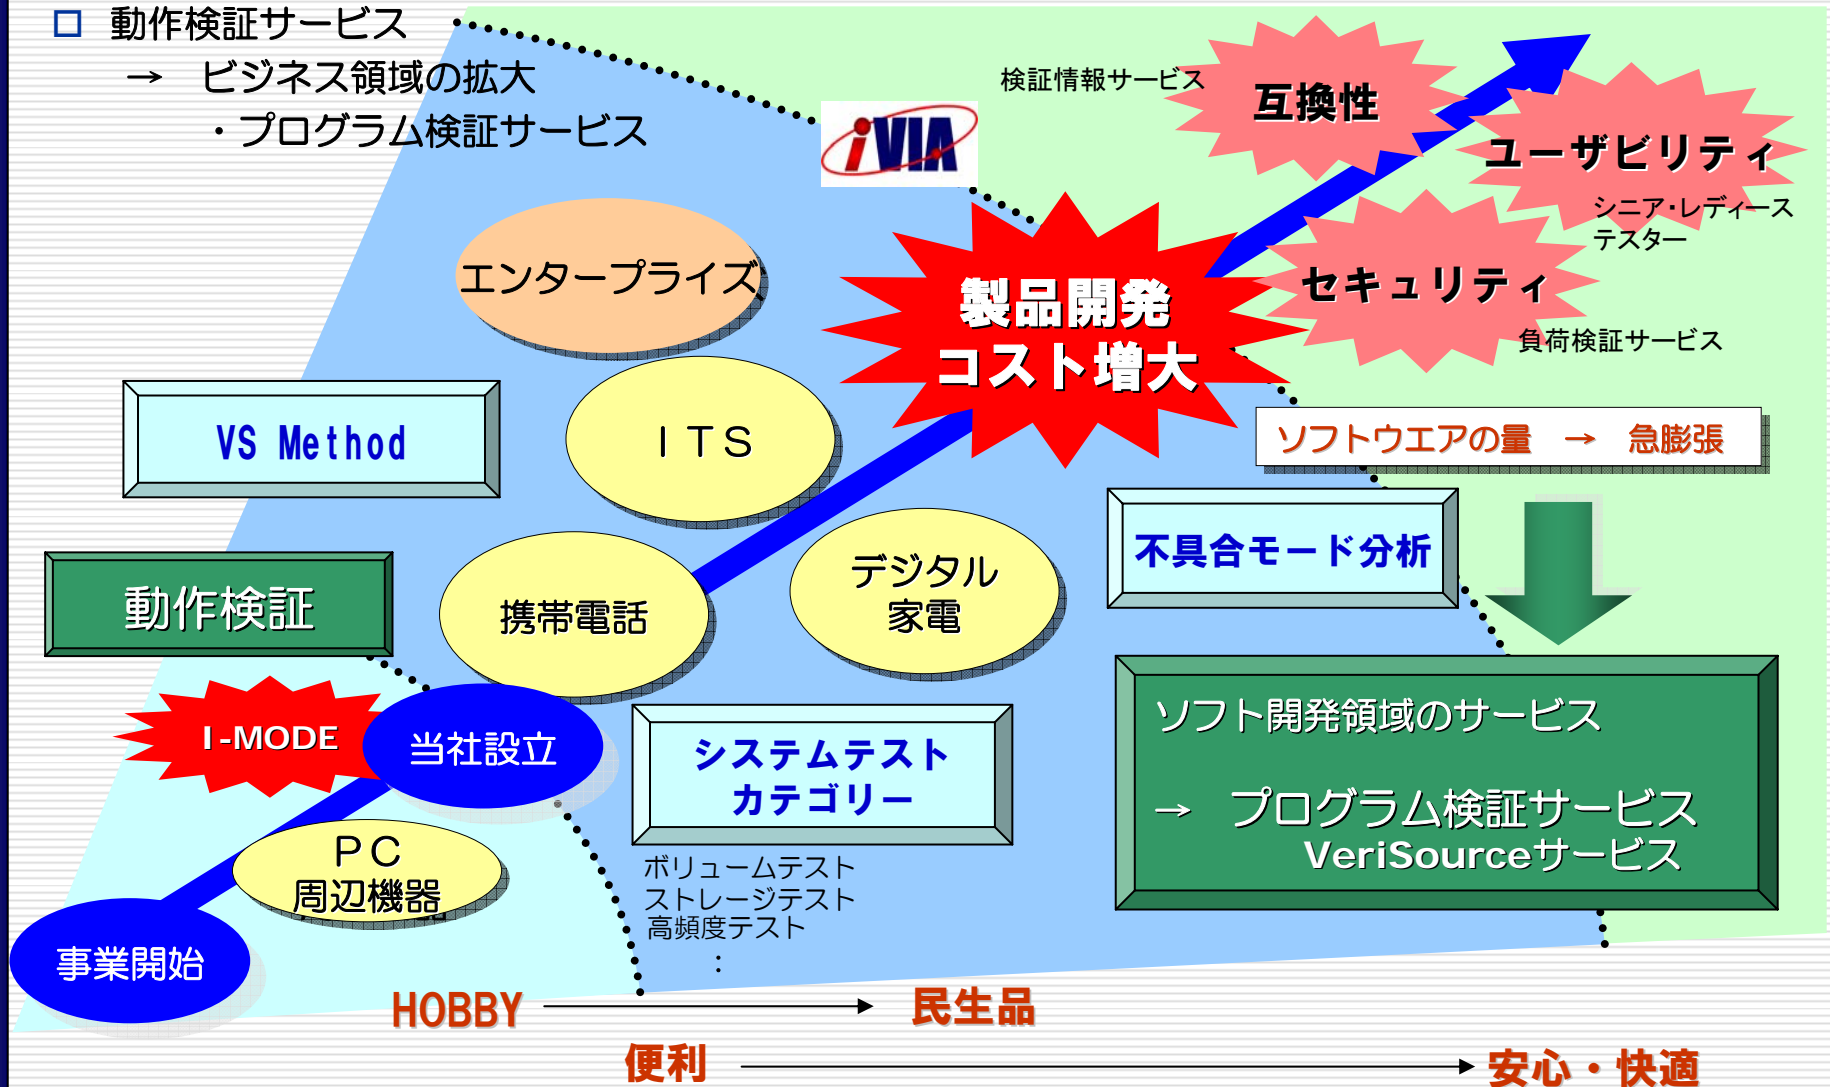 動作検証サービス
→ ビジネス領域の拡大
・プログラム検証サービス
iVIA
検証情報サービス
互換性
ユーザビリティ
シニア・レディース
テスター
セキュリティ
負荷検証サービス
エンタープライズ
製品開発
コスト増大
VS Method
ITS
ソフトウエアの量 → 急膨張
不具合モード分析
動作検証
携帯電話
デジタル
家電
I-MODE
当社設立
システムテスト
カテゴリー
ボリュームテスト
ストレージテスト
高頻度テスト
：
ソフト開発領域のサービス
→ プログラム検証サービス
VeriSourceサービス
PC
周辺機器
事業開始
HOBBY
民生品
便利
安心・快適